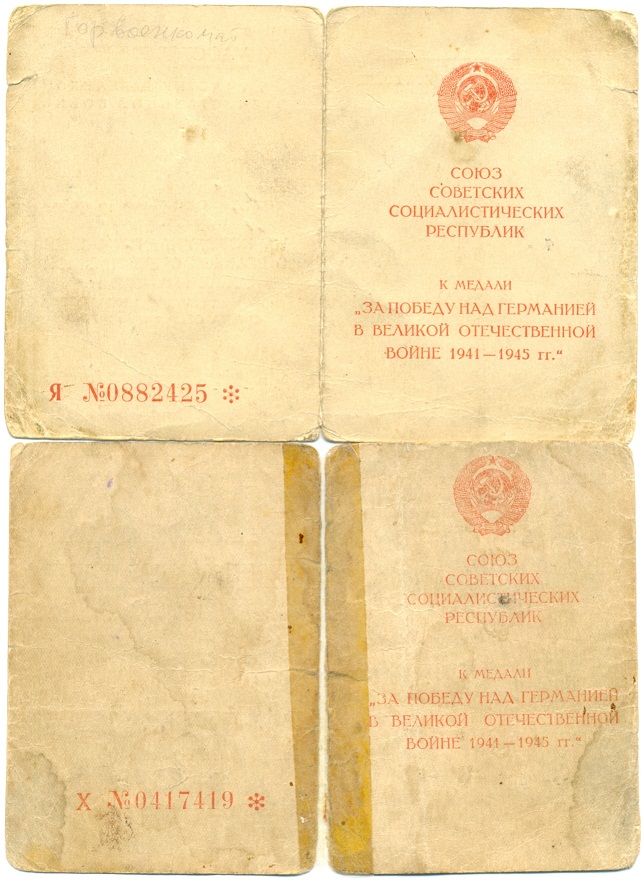 Горвоенкомат
СОЮЗ
СОВЕТСКИХ
СОЦИАЛИСТИЧЕСКИХ
РЕСПУБЛИК
К МЕДАЛИ
„ЗА ПОБЕДУ НАД ГЕРМАНИЕЙ
В ВЕЛИКОЙ ОТЕЧЕСТВЕННОЙ
ВОЙНЕ 1941—1945 гг.“
Я №0882425 ✻
СОЮЗ
СОВЕТСКИХ
СОЦИАЛИСТИЧЕСКИХ
РЕСПУБЛИК
К МЕДАЛИ
„ЗА ПОБЕДУ НАД ГЕРМАНИЕЙ
В ВЕЛИКОЙ ОТЕЧЕСТВЕННОЙ
ВОЙНЕ 1941—1945 гг.“
Х №0417419 ✻